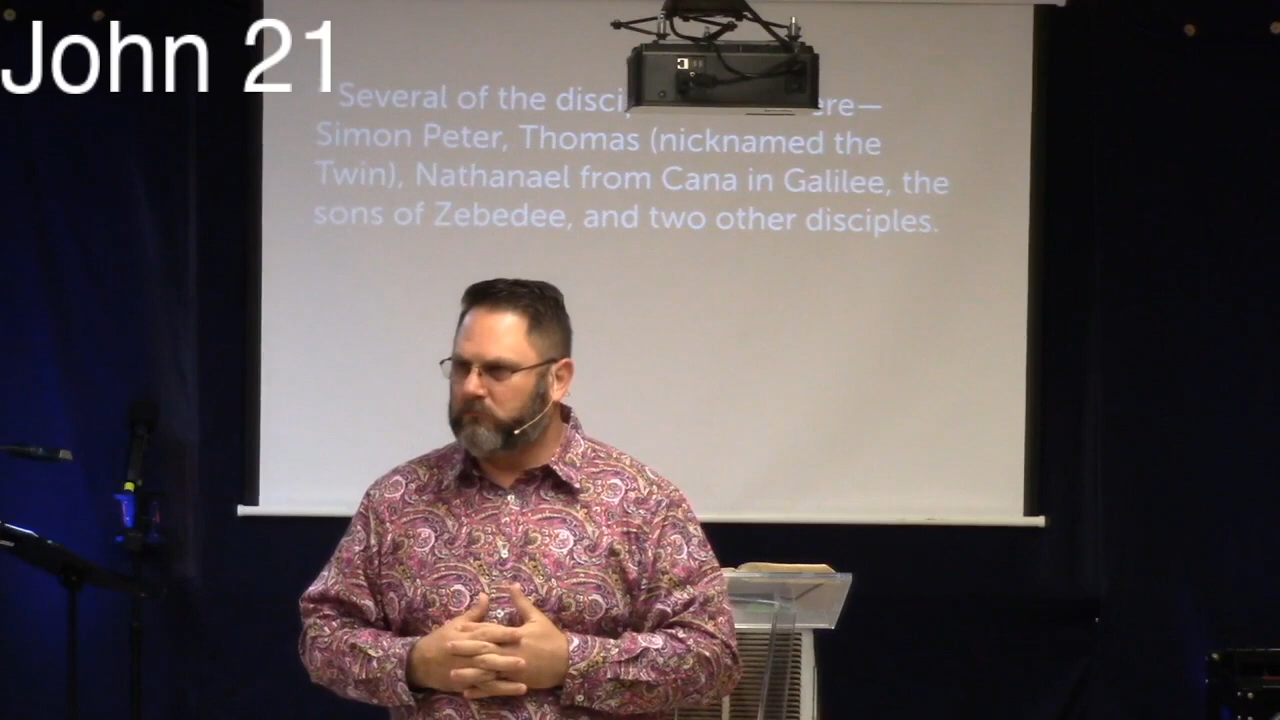 John 21
Several of the ere—
Simon Peter, Thomas (nicknamed the
Twin), Nathanael from Cana in Galilee, the
sons of Zebedee, and two other disciples.